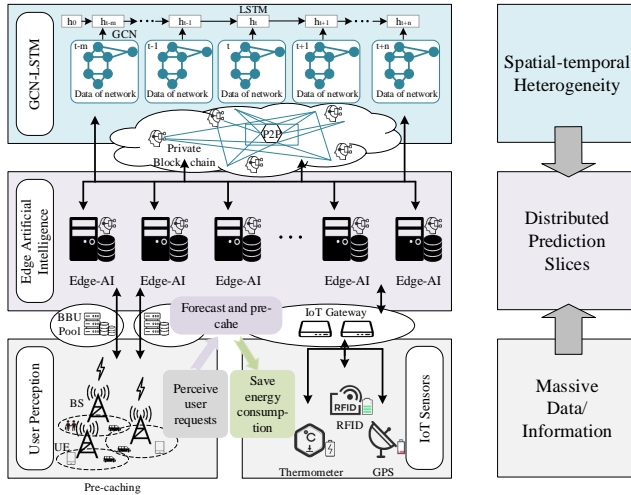 LSTM
h0
ht-m
ht-1
ht
ht+1
ht+n
GCN
t-m
t-1
t
t+1
t+n
Data of network
Data of network
Data of network
Data of network
Data of network
GCN-LSTM
P2P
Private
Block chain
Edge Artificial
Intelligence
Edge-AI
Edge-AI
Edge-AI
Edge-AI
Edge-AI
BBU
Pool
Forecast and pre-
cahe
IoT Gateway
User Perception
BS
UE
Perceive
user
requests
Save
energy
consump-
tion
RFID
RFID
°C
Thermometer
GPS
IoT Sensors
Pre-caching
Spatial-temporal
Heterogeneity
Distributed
Prediction
Slices
Massive
Data/
Information